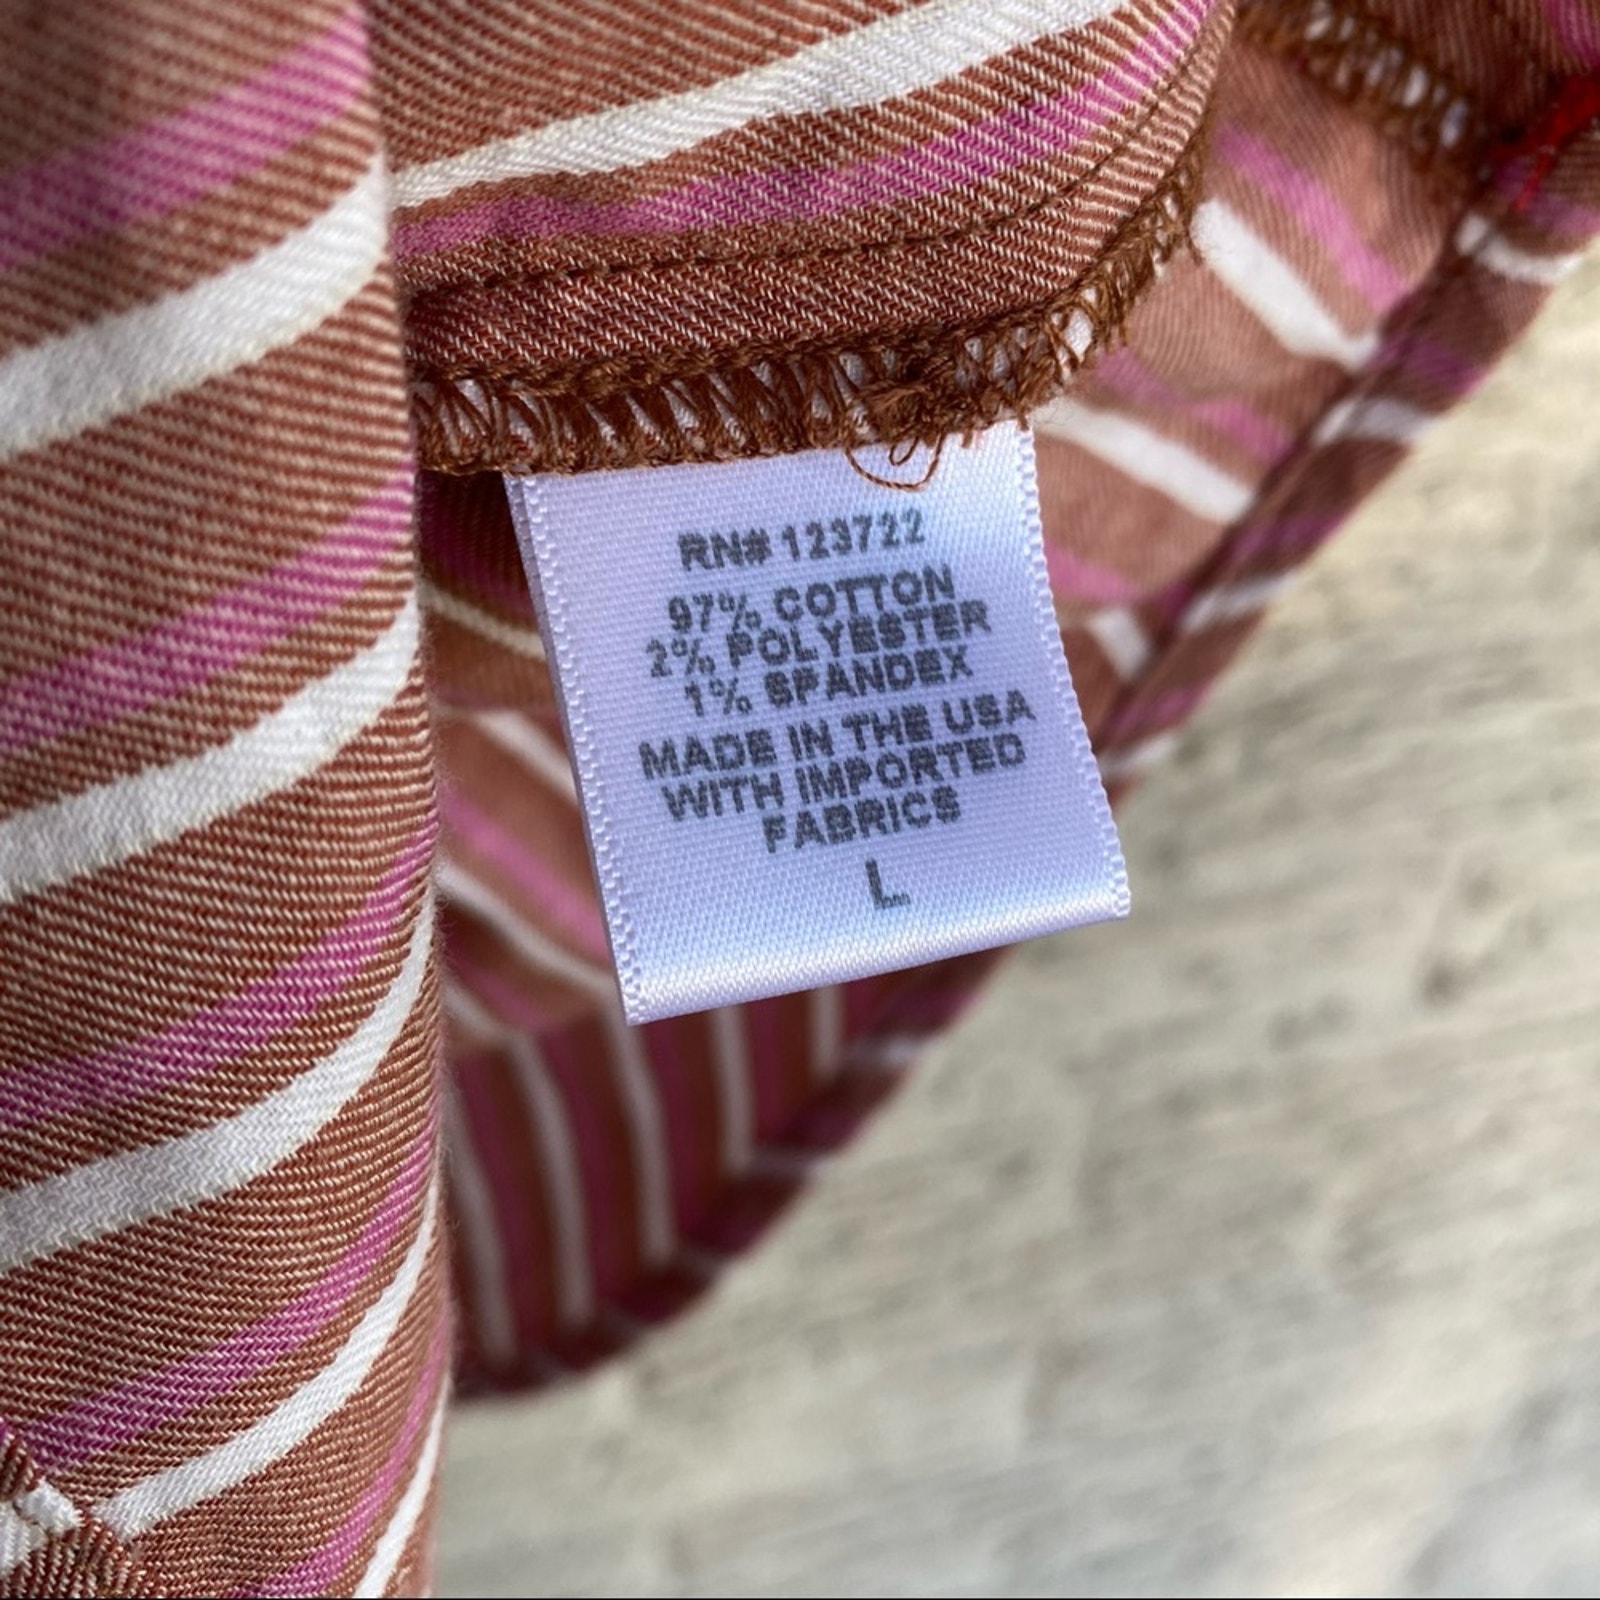 RN# 123722
97% COTTON
2% POLYESTER
1% SPANDEX
MADE IN THE USA
WITH IMPORTED
FABRICS
L